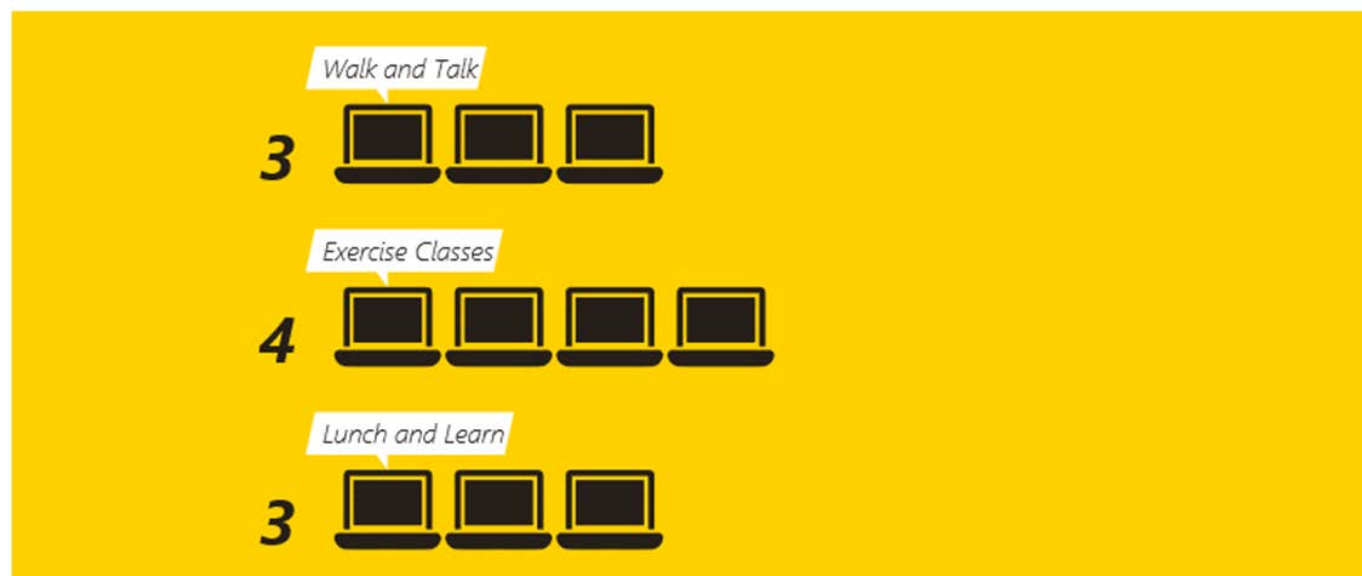 Walk and Talk
3
Exercise Classes
4
Lunch and Learn
3